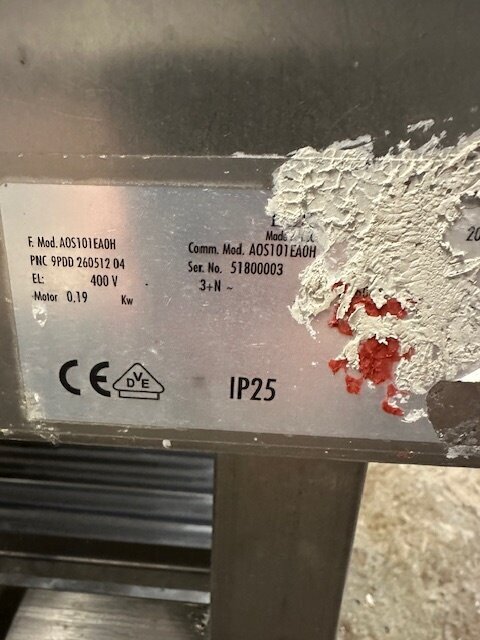 F. Mod. AOS101EA0H
PNC 9PDD 260512 04
EL: 400 V
Motor 0,19 Kw
Comm. Mod. AOS101EA0H
Ser. No. 51800003
3+N ~
20
CE
DVE
IP25